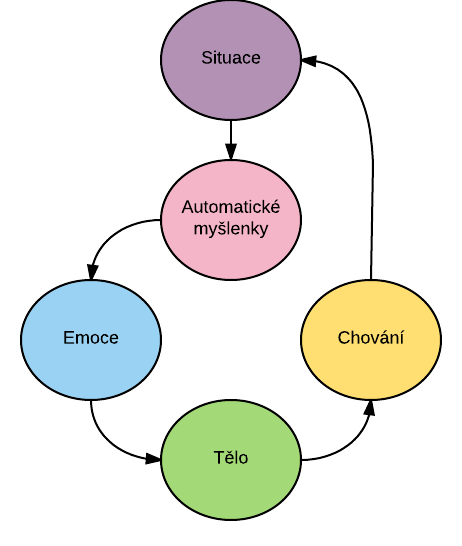 Situace
Automatické
myšlenky
Emoce
Chování
Tělo